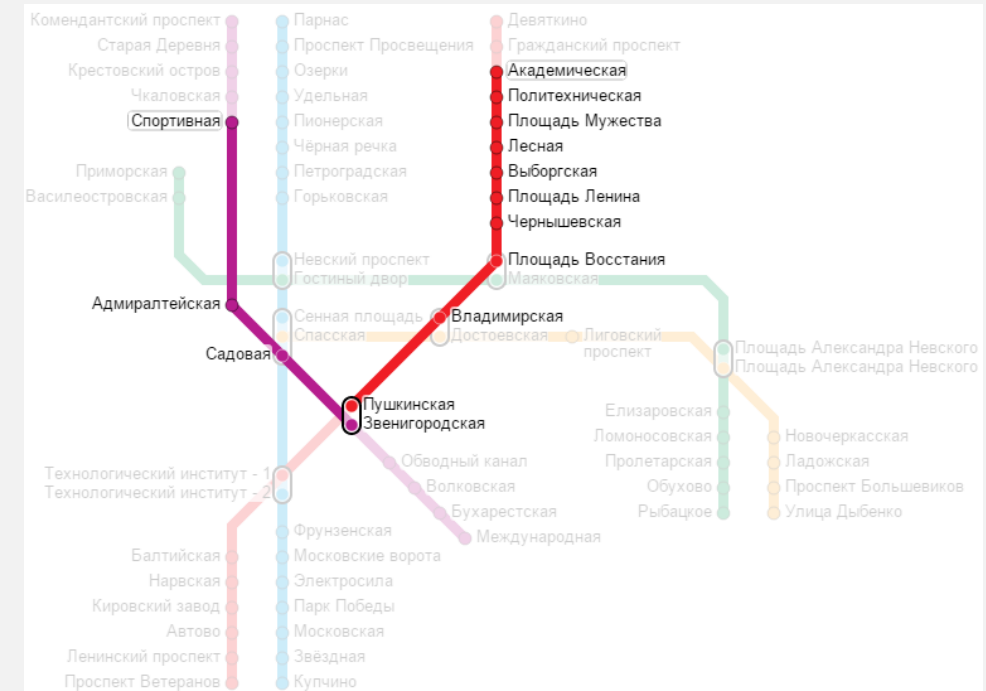 Комендантский проспект
Старая Деревня
Крестовский остров
Чкаловская
Спортивная
Приморская
Василеостровская
Адмиралтейская
Садовая
Парнас
Проспект Просвещения
Озерки
Удельная
Пионерская
Чёрная речка
Петроградская
Горьковская
Невский проспект
Гостиный двор
Сенная площадь
Спасская
Девяткино
Гражданский проспект
Академическая
Политехническая
Площадь Мужества
Лесная
Выборгская
Площадь Ленина
Чернышевская
Площадь Восстания
Маяковская
Владимирская
Достоевская
Лиговский
проспект
Площадь Александра Невского
Площадь Александра Невского
Пушкинская
Звенигородская
Обводный канал
Волковская
Бухарестская
Международная
Елизаровская
Ломоносовская
Пролетарская
Обухово
Рыбацкое
Новочеркасская
Ладожская
Проспект Большевиков
Улица Дыбенко
Технологический институт - 1
Технологический институт - 2
Балтийская
Нарвская
Кировский завод
Автово
Ленинский проспект
Проспект Ветеранов
Фрунзенская
Московские ворота
Электросила
Парк Победы
Московская
Звёздная
Купчино